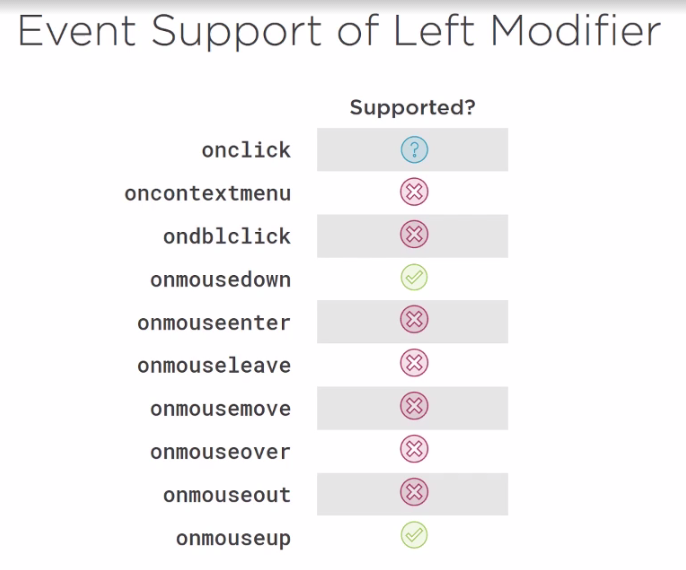 Event Support of Left Modifier
Supported?
onclick ?
oncontextmenu
ondblclick
onmousedown
onmouseenter
onmouseleave
onmousemove
onmouseover
onmouseout
onmouseup